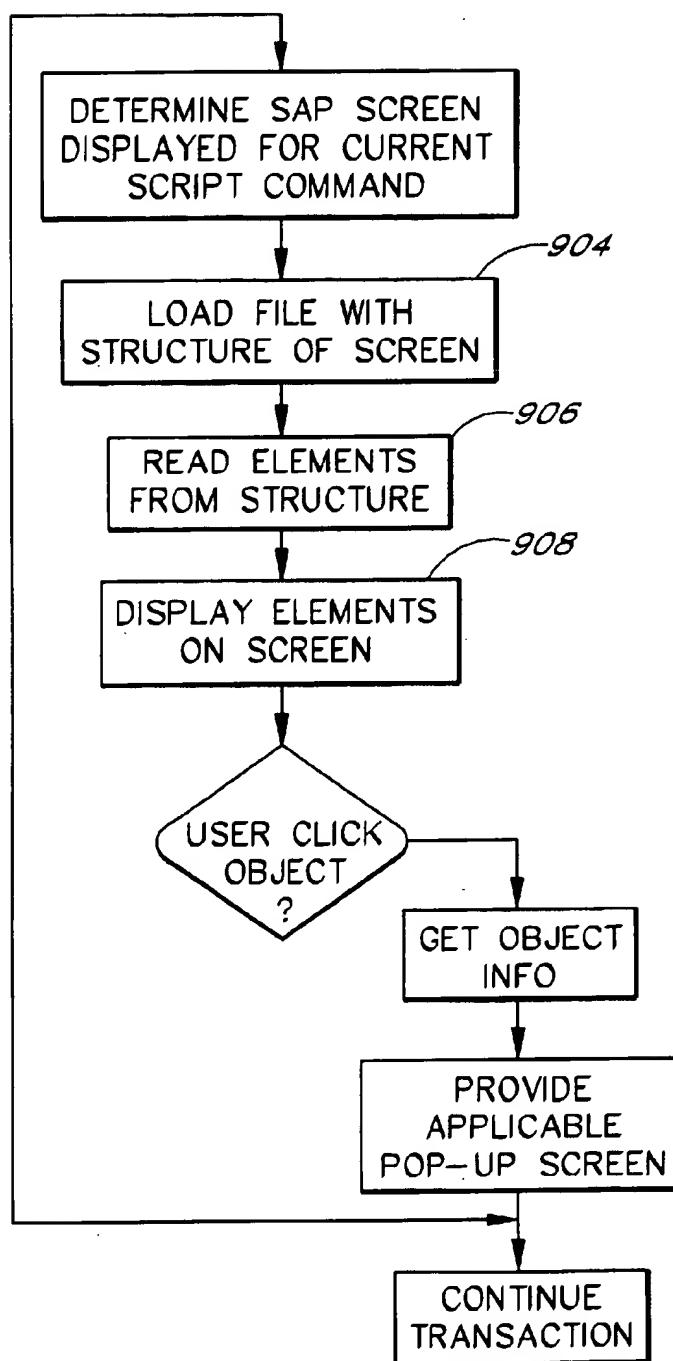 DETERMINE SAP SCREEN
DISPLAYED FOR CURRENT
SCRIPT COMMAND
904
LOAD FILE WITH
STRUCTURE OF SCREEN
906
READ ELEMENTS
FROM STRUCTURE
908
DISPLAY ELEMENTS
ON SCREEN
USER CLICK
OBJECT
?
GET OBJECT
INFO
PROVIDE
APPLICABLE
POP-UP SCREEN
CONTINUE
TRANSACTION